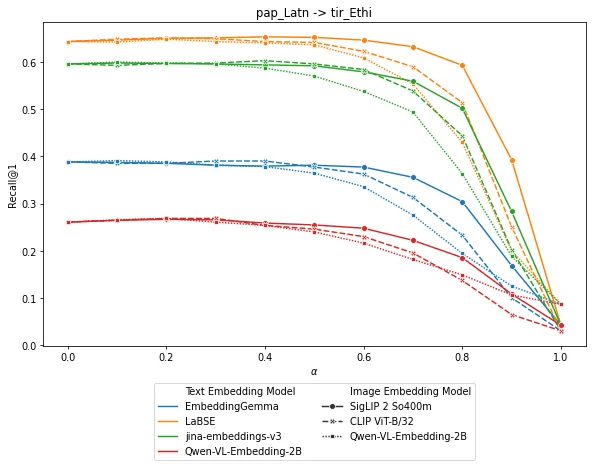 pap_Latn -> tir_Ethi
Recall@1
0.6
0.5
0.4
0.3
0.2
0.1
0.0
0.0 0.2 0.4 0.6 0.8 1.0
α
Text Embedding Model
EmbeddingGemma
LaBSE
jina-embeddings-v3
Qwen-VL-Embedding-2B
Image Embedding Model
SigLIP 2 So400m
CLIP ViT-B/32
Qwen-VL-Embedding-2B